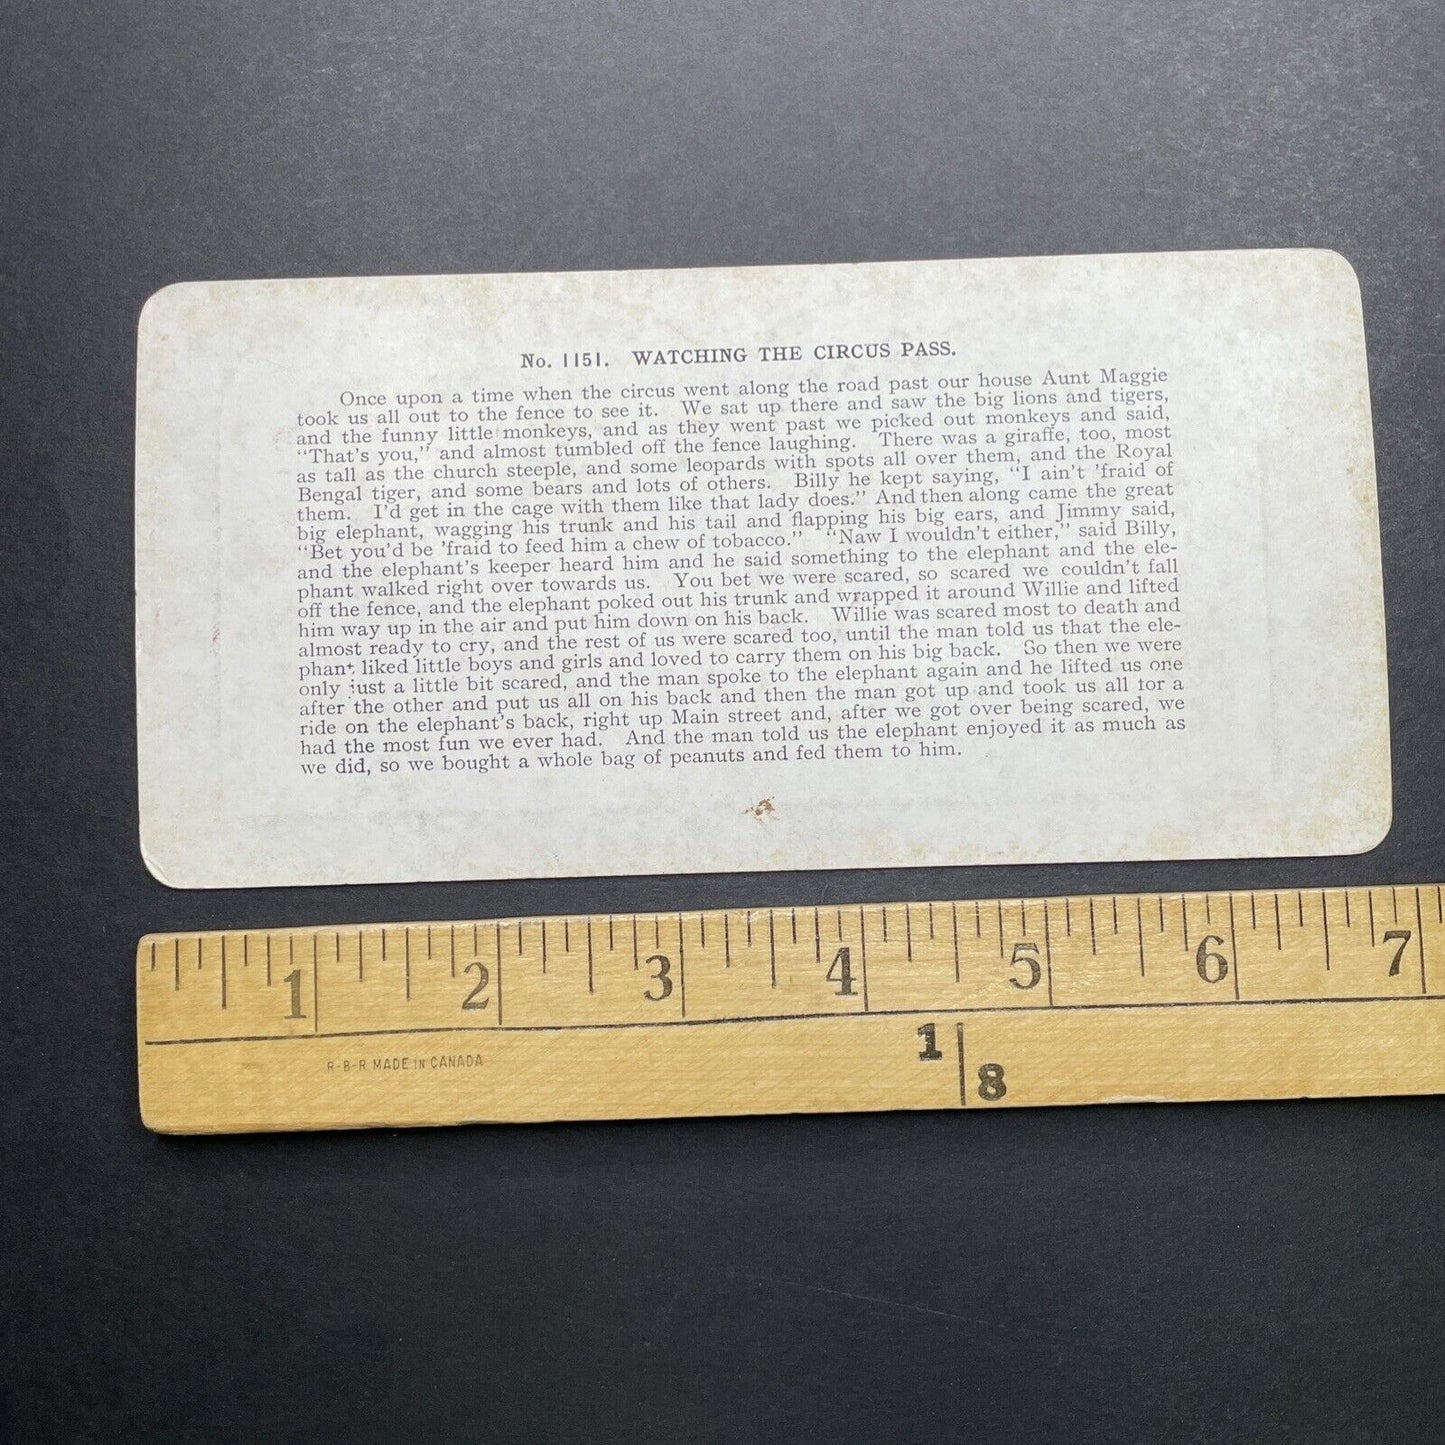 No. 1151. WATCHING THE CIRCUS PASS.
Once upon a time when the circus went along the road past our house Aunt Maggie
took us all out to the fence to see it. We sat up there and saw the big lions and tigers,
and the funny little monkeys, and as they went past we picked out monkeys and said,
"That's you," and almost tumbled off the fence laughing. There was a giraffe, too, most
as tall as the church steeple, and some leopards with spots all over them, and the Royal
Bengal tiger, and some bears and lots of others. Billy he kept saying, "I ain't 'fraid of
them. I'd get in the cage with them like that lady does." And then along came the great
big elephant, wagging his trunk and his tail and flapping his big ears, and Jimmy said,
"Bet you'd be 'fraid to feed him a chew of tobacco." "Naw I wouldn't either," said Billy,
and the elephant's keeper heard him and he said something to the elephant and the ele-
phant walked right over towards us. You bet we were scared, so scared we couldn't fall
off the fence, and the elephant poked out his trunk and wrapped it around Willie and lifted
him way up in the air and put him down on his back. Willie was scared most to death and
almost ready to cry, and the rest of us were scared too, until the man told us that the ele-
phant liked little boys and girls and loved to carry them on his big back. So then we were
only just a little bit scared, and the man spoke to the elephant again and he lifted us one
after the other and put us all on his back and then the man got up and took us all for a
ride on the elephant's back, right up Main street and, after we got over being scared, we
had the most fun we ever had. And the man told us the elephant enjoyed it as much as
we did, so we bought a whole bag of peanuts and fed them to him.
1 2 3 4 5 6 7
1
8
R-B-R MADE IN CANADA